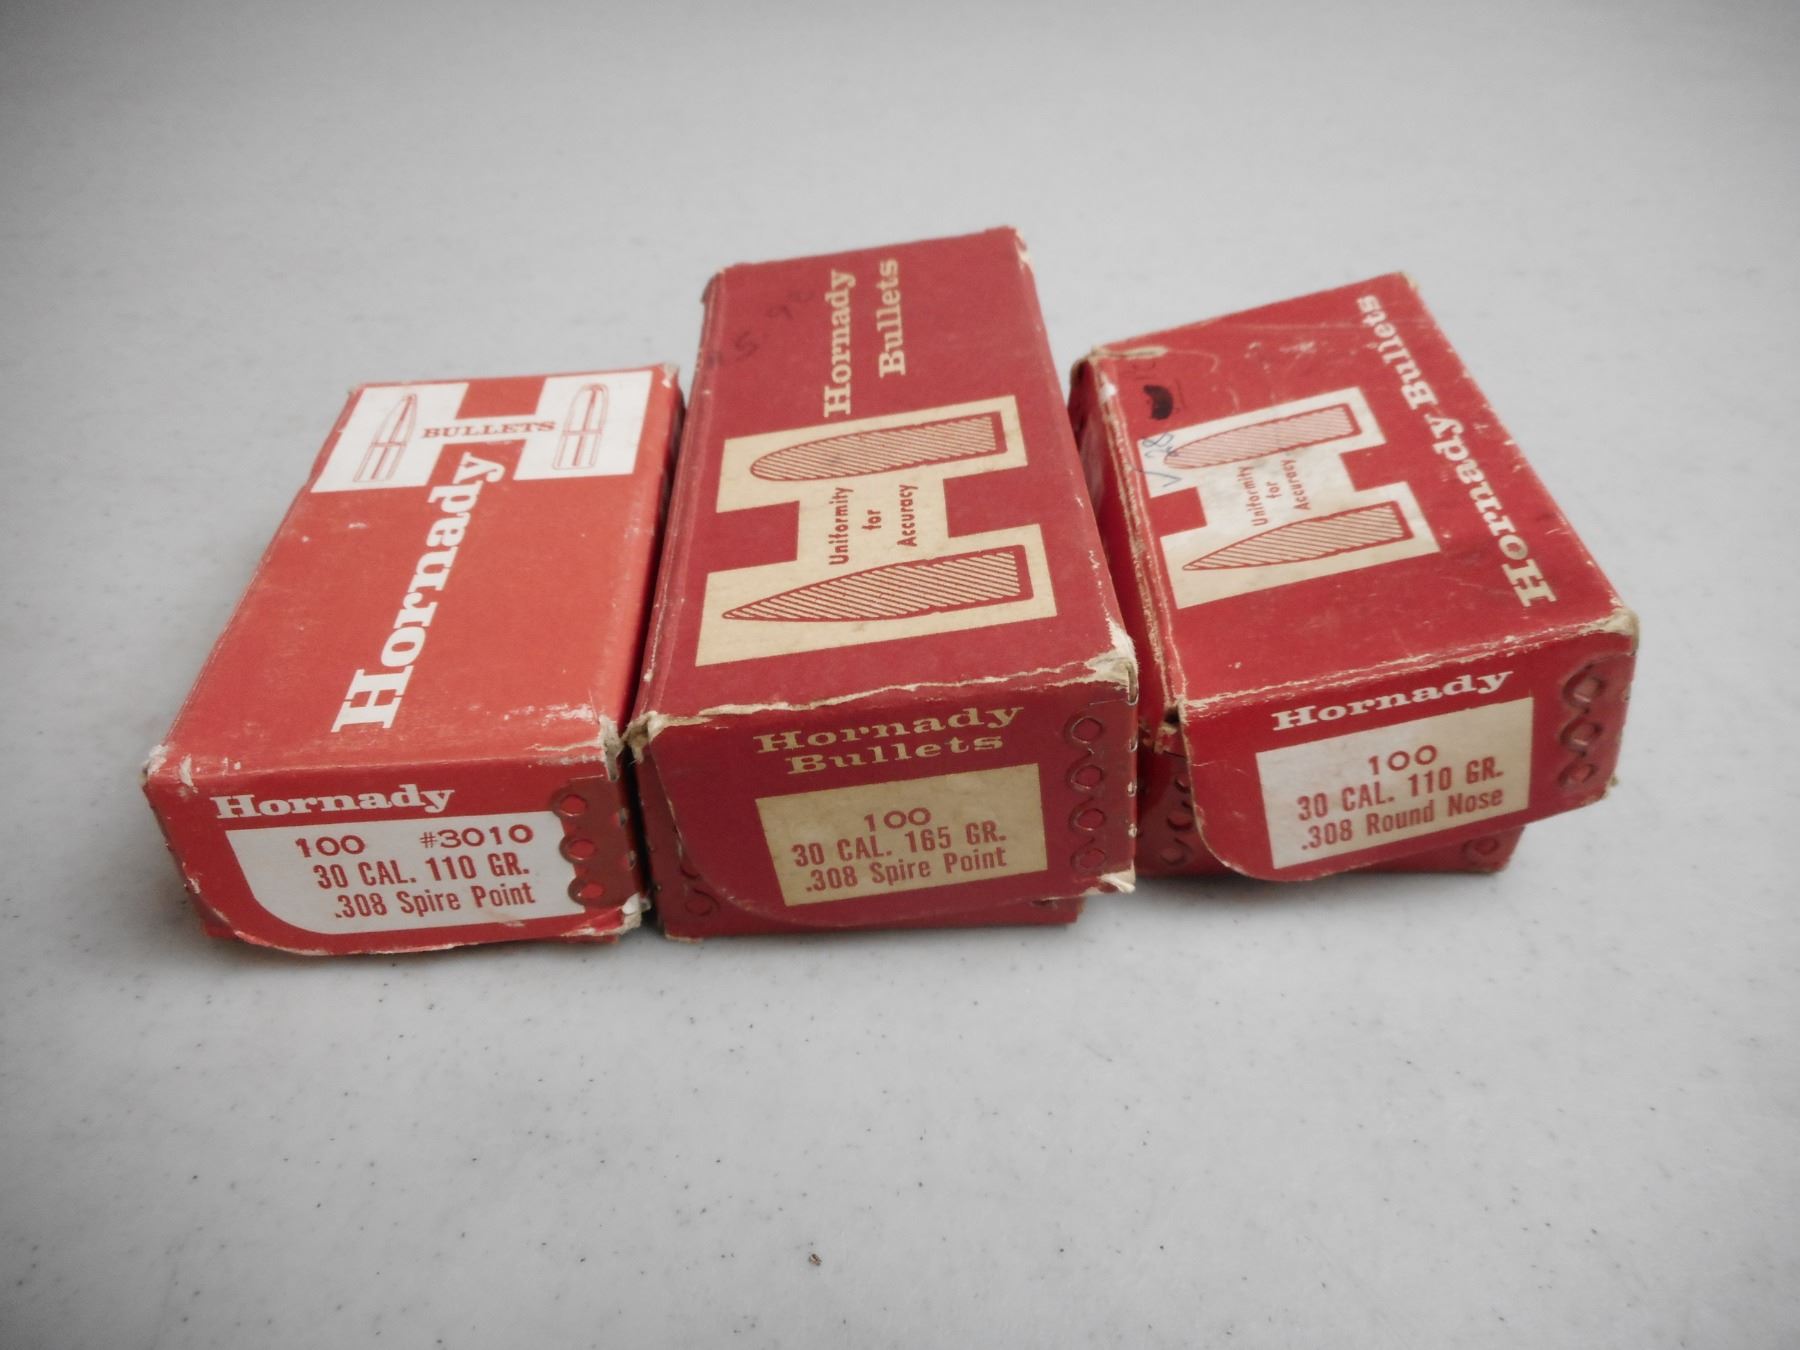 BULLETS
Hornady
Hornady
100 #3010
30 CAL. 110 GR.
.308 Spire Point
Hornady
Bullets
Uniformity
for
Accuracy
Hornady
Bullets
100
30 CAL. 165 GR.
.308 Spire Point
Hornady Bullets
Uniformity
for
Accuracy
Hornady
100
30 CAL. 110 GR.
.308 Round Nose